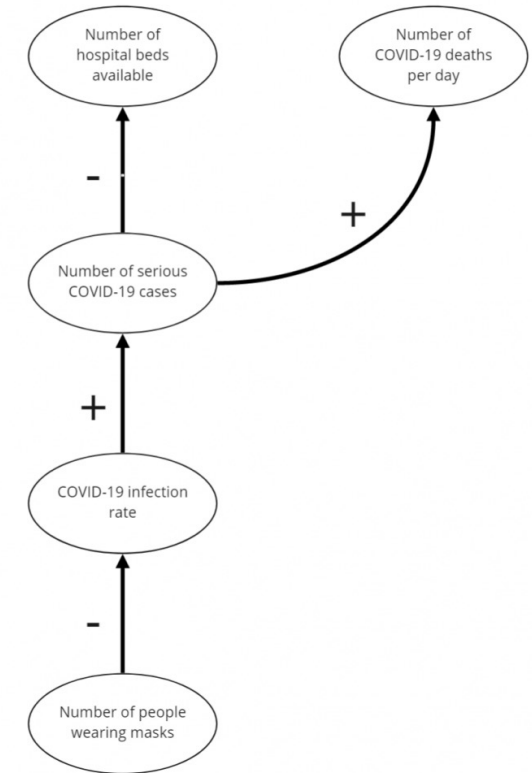 Number of
hospital beds
available
Number of
COVID-19 deaths
per day
-
+
Number of serious
COVID-19 cases
+
COVID-19 infection
rate
-
Number of people
wearing masks